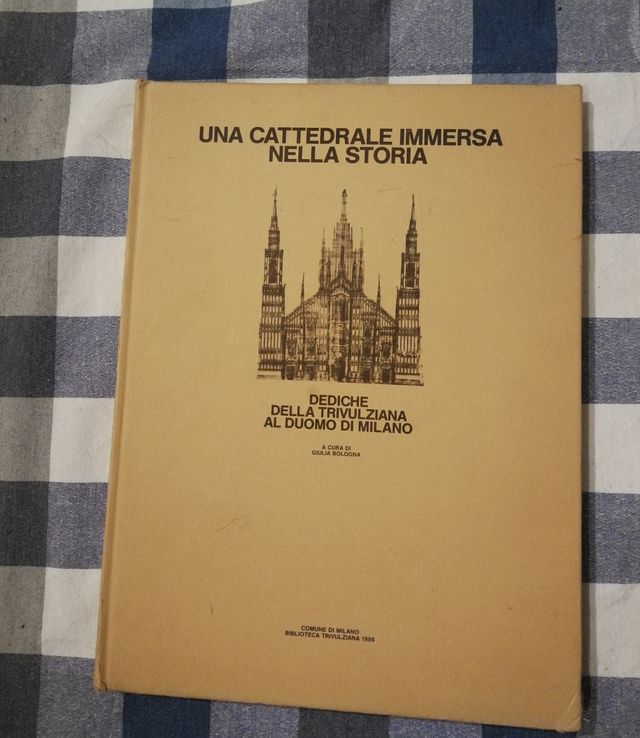 UNA CATTEDRALE IMMERSA
NELLA STORIA
DEDICHE
DELLA TRIVULZIANA
AL DUOMO DI MILANO
A CURA DI
GIULIA BOLOGNA
COMUNE DI MILANO
BIBLIOTECA TRIVULZIANA 1986